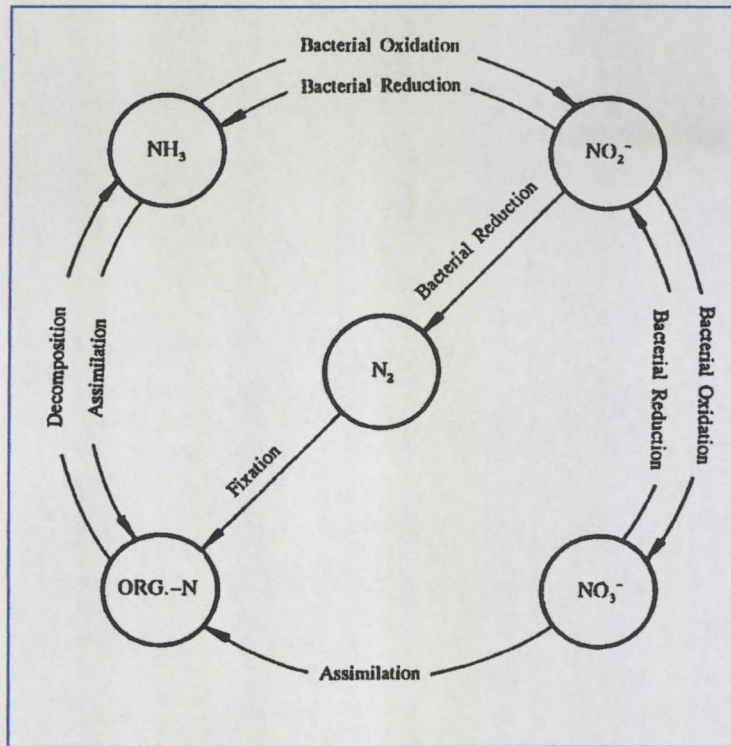 Bacterial Oxidation
Bacterial Reduction
NH₃
NO₂⁻
Bacterial Reduction
Decomposition
Assimilation
N₂
Bacterial Reduction
Bacterial Oxidation
Fixation
ORG.–N
NO₃⁻
Assimilation